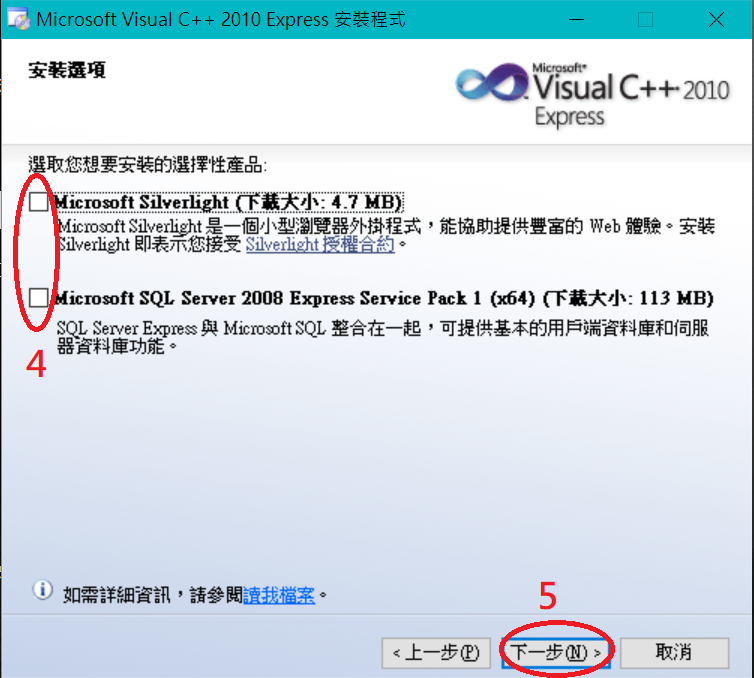 Microsoft Visual C++ 2010 Express 安裝程式
安裝選項
Microsoft®
Visual C++ 2010
Express
選取您想要安裝的選擇性產品:
Microsoft Silverlight (下載大小: 4.7 MB)
Microsoft Silverlight 是一個小型瀏覽器外掛程式，能協助提供豐富的 Web 體驗。安裝
Silverlight 即表示您接受 Silverlight 授權合約。
Microsoft SQL Server 2008 Express Service Pack 1 (x64) (下載大小: 113 MB)
SQL Server Express 與 Microsoft SQL 整合在一起，可提供基本的用戶端資料庫和伺服
器資料庫功能。
4
如需詳細資訊，請參閱讀我檔案。
5
< 上一步(P)
下一步(N) >
取消